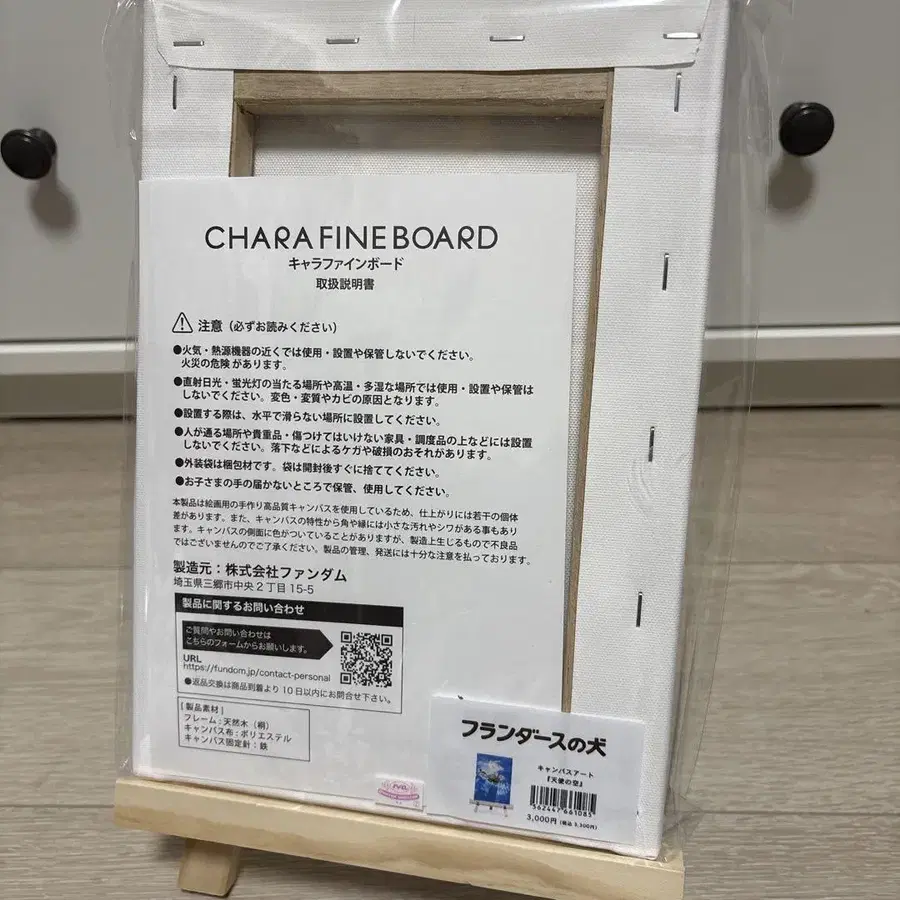 CHARA FINE BOARD
キャラファインボード
取扱説明書
注意（必ずお読みください）
●火気・熱源機器の近くでは使用・設置や保管しないでください。
火災の危険があります。
●直射日光・蛍光灯の当たる場所や高温・多湿な場所では使用・設置や保管は
しないでください。変色・変質やカビの原因となります。
●設置する際は、水平で滑らない場所に設置してください。
●人が通る場所や貴重品・傷つけてはいけない家具・調度品の上などには設置
しないでください。落下などによるケガや破損のおそれがあります。
●外装袋は梱包材です。袋は開封後すぐに捨ててください。
●お子さまの手の届かないところで保管、使用してください。
本製品は絵画用の手作り高品質キャンバスを使用しているため、仕上がりには若干の個体
差があります。また、キャンバスの特性から角や縁には小さな汚れやシワがある事もあり
ます。キャンバスの側面に色がついていることがありますが、製造上生じるもので不良品
ではございませんのでご了承ください。製品の管理、発送には十分な注意を払っております。
製造元：株式会社ファンダム
埼玉県三郷市中央2丁目15-5
製品に関するお問い合わせ
ご質問やお問い合わせは
こちらのフォームからお願いします。
URL
https://fundom.jp/contact-personal
●返品交換は商品到着より10日以内にお問合せ下さい。
[製品素材]
フレーム：天然木（桐）
キャンバス布：ポリエステル
キャンバス固定針：鉄
フランダースの犬
キャンバスアート
『天使の空』
562447661085
3,000円（税込 3,300円）